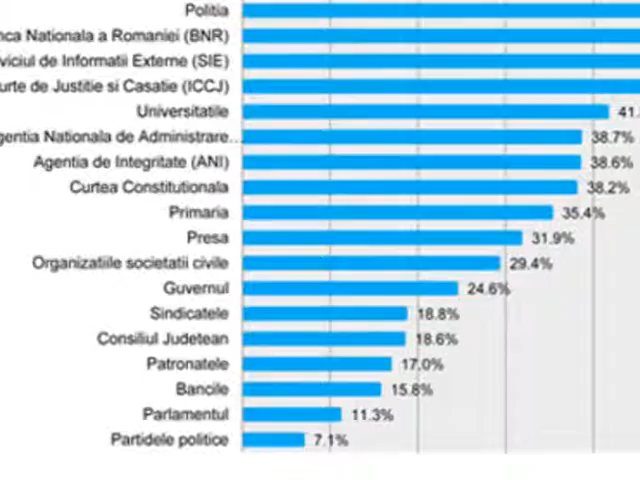 Politia
nca Nationala a Romaniei (BNR)
viciul de Informatii Externe (SIE)
urte de Justitie si Casatie (ICCJ)
Universitatile 41.
gentia Nationala de Administrare... 38.7%
Agentia de Integritate (ANI) 38.6%
Curtea Constitutionala 38.2%
Primaria 35.4%
Presa 31.9%
Organizatiile societatii civile 29.4%
Guvernul 24.6%
Sindicatele 18.8%
Consiliul Judetean 18.6%
Patronatele 17.0%
Bancile 15.8%
Parlamentul 11.3%
Partidele politice 7.1%